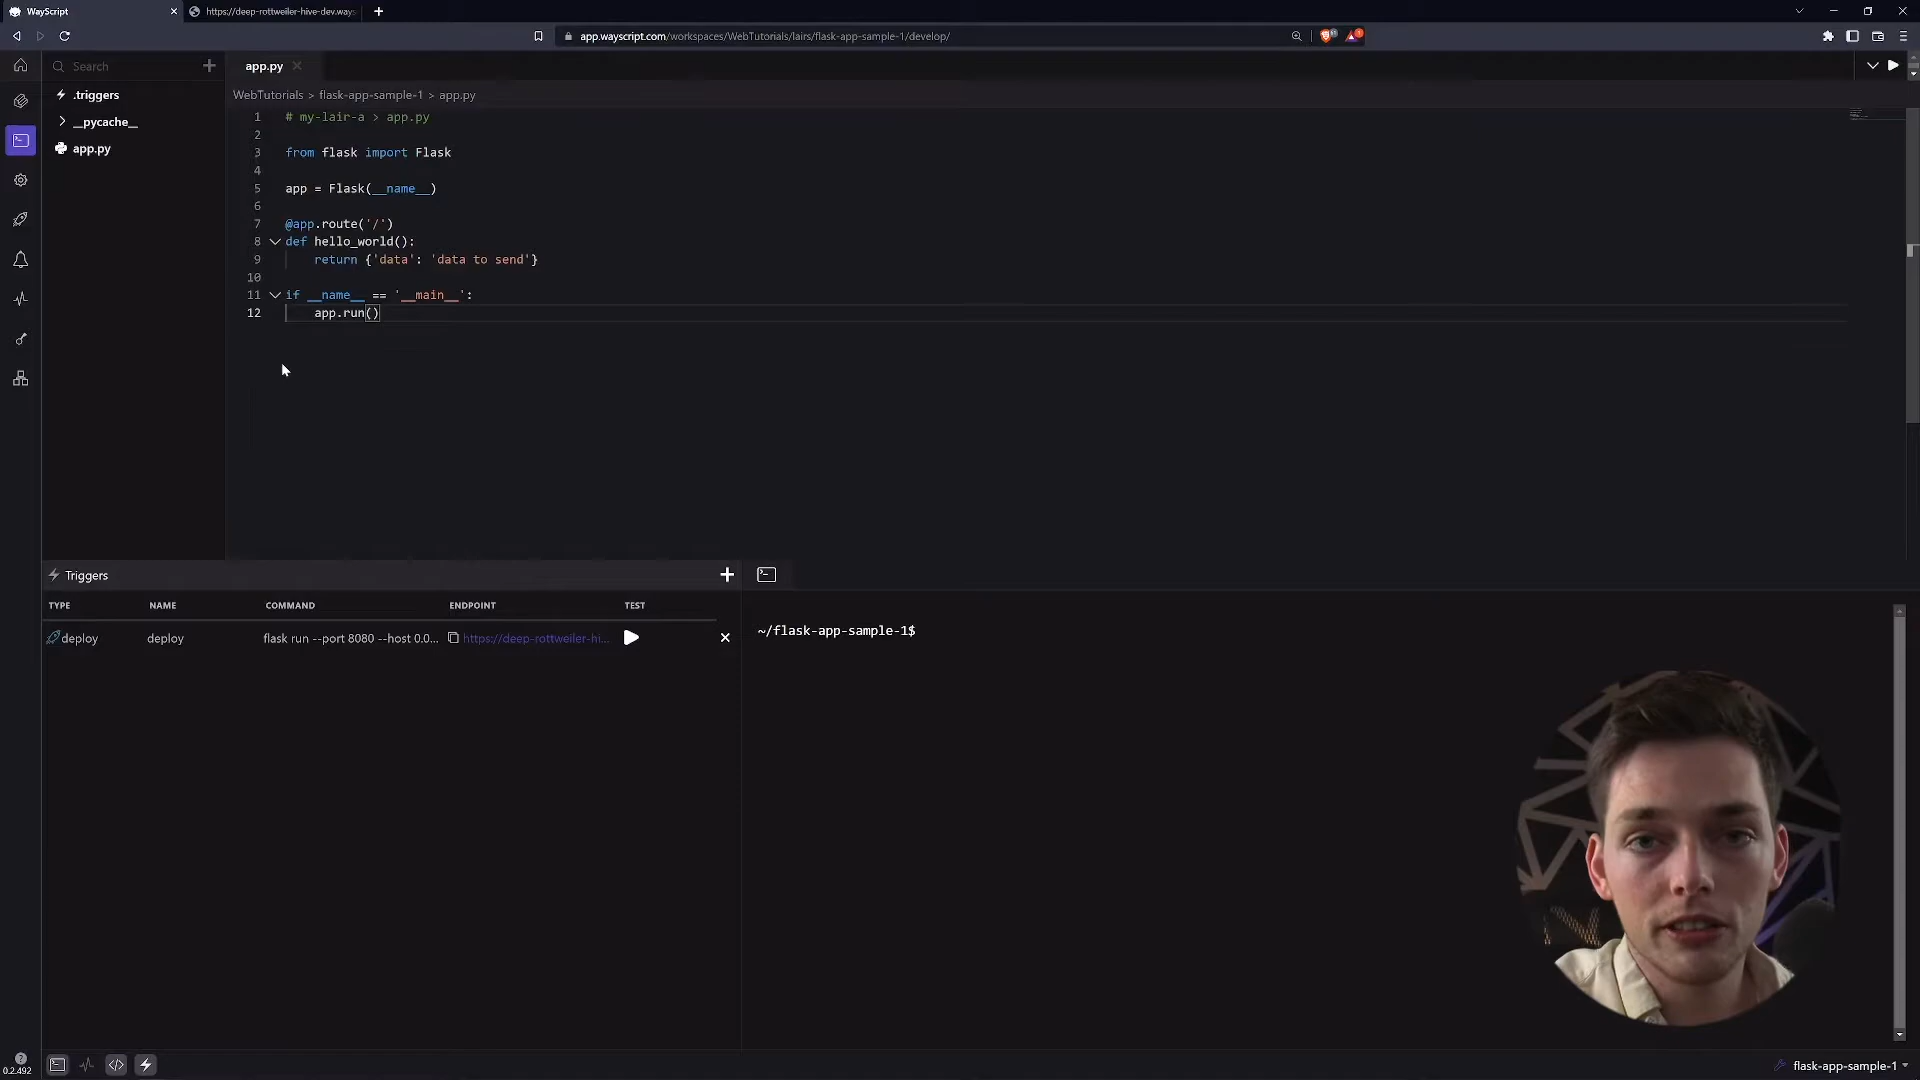 WayScript
https://deep-rottweiler-hive-dev.ways
app.wayscript.com/workspaces/WebTutorials/lairs/flask-app-sample-1/develop/
Search
app.py
.triggers
WebTutorials > flask-app-sample-1 > app.py
__pycache__
app.py
1 # my-lair-a > app.py
2
3 from flask import Flask
4
5 app = Flask(__name__)
6
7 @app.route('/')
8 def hello_world():
9 return {'data': 'data to send'}
10
11 if __name__ == '__main__':
12 app.run()
Triggers
TYPE NAME COMMAND ENDPOINT TEST
deploy deploy flask run --port 8080 --host 0.0... https://deep-rottweiler-hi...
~/flask-app-sample-1$
0.2.492
flask-app-sample-1